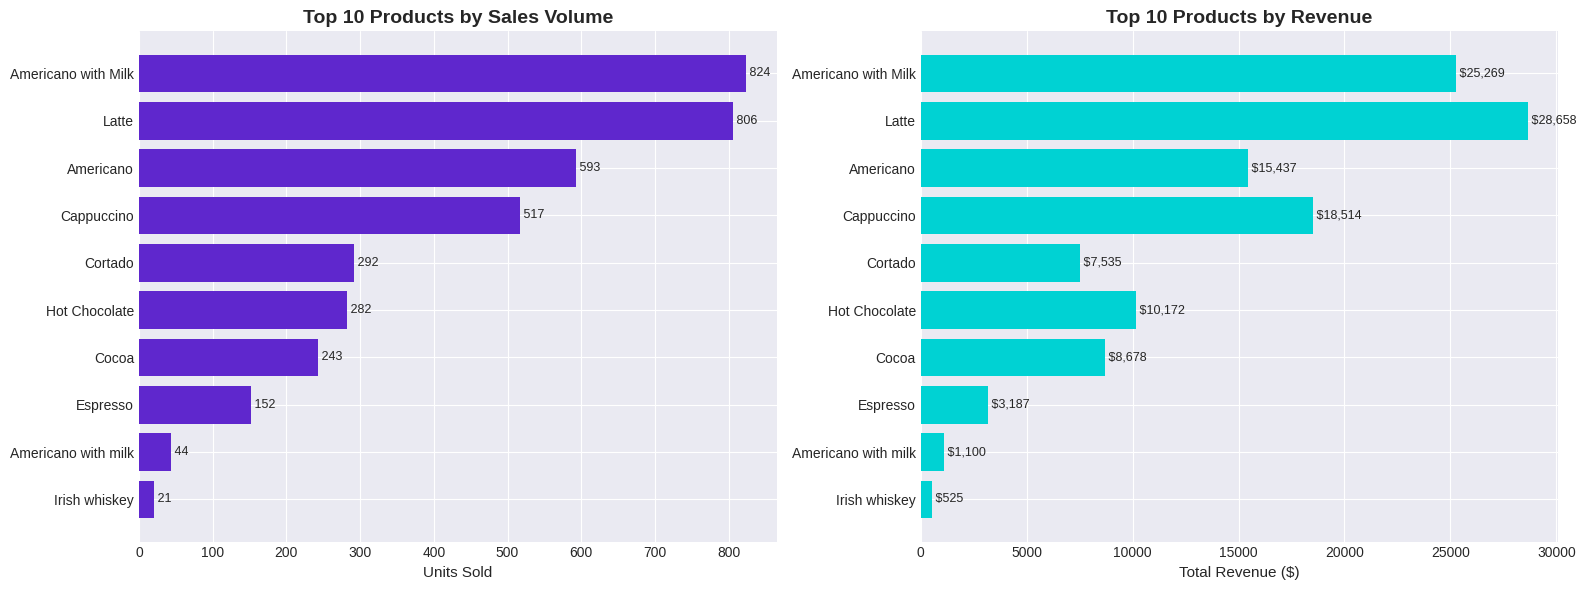 Top 10 Products by Sales Volume
Americano with Milk 824
Latte 806
Americano 593
Cappuccino 517
Cortado 292
Hot Chocolate 282
Cocoa 243
Espresso 152
Americano with milk 44
Irish whiskey 21
0 100 200 300 400 500 600 700 800
Units Sold
Top 10 Products by Revenue
Americano with Milk $25,269
Latte $28,658
Americano $15,437
Cappuccino $18,514
Cortado $7,535
Hot Chocolate $10,172
Cocoa $8,678
Espresso $3,187
Americano with milk $1,100
Irish whiskey $525
0 5000 10000 15000 20000 25000 30000
Total Revenue ($)